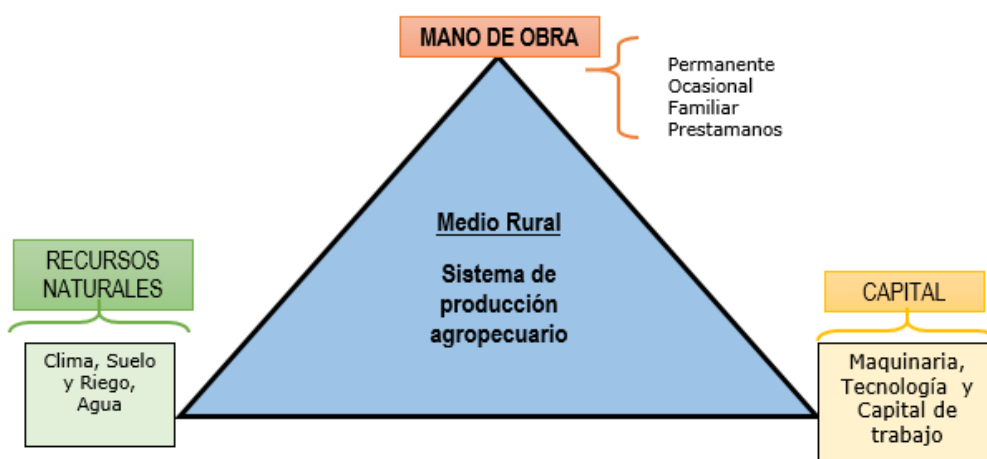 MANO DE OBRA
Permanente
Ocasional
Familiar
Prestamanos
Medio Rural
Sistema de
producción
agropecuario
RECURSOS
NATURALES
Clima, Suelo
y Riego,
Agua
CAPITAL
Maquinaria,
Tecnología y
Capital de
trabajo